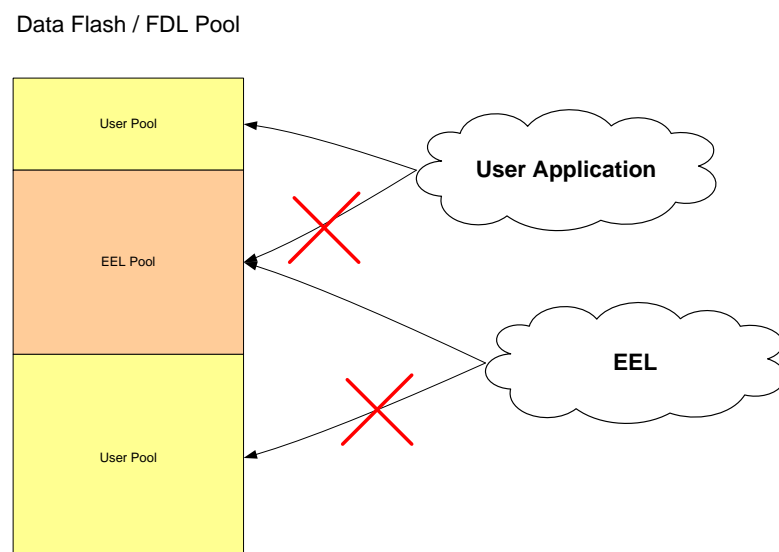 Data Flash / FDL Pool
User Pool
User Application
EEL Pool
EEL
User Pool